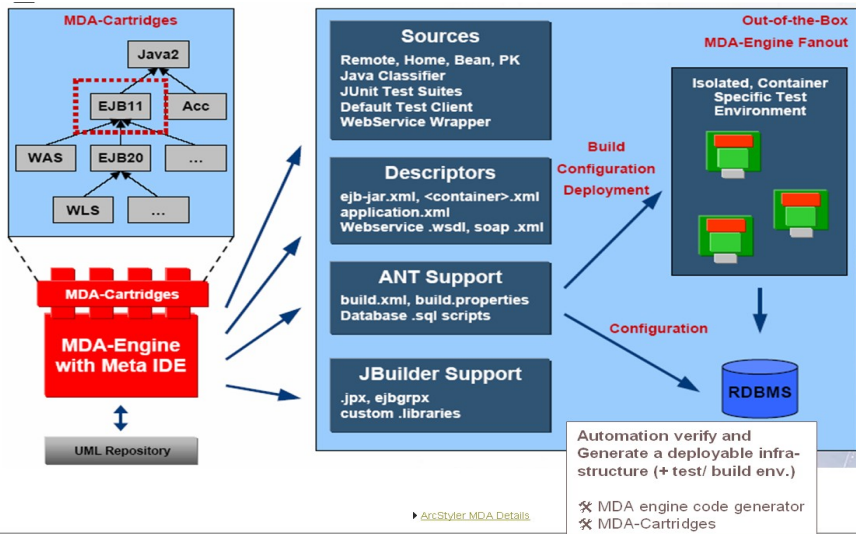 MDA-Cartridges
Java2
EJB11
Acc
WAS
EJB20
...
WLS
...
MDA-Cartridges
MDA-Engine
with Meta IDE
UML Repository
Sources
Remote, Home, Bean, PK
Java Classifier
JUnit Test Suites
Default Test Client
WebService Wrapper
Descriptors
ejb-jar.xml, <container>.xml
application.xml
Webservice .wsdl, soap .xml
ANT Support
build.xml, build.properties
Database .sql scripts
JBuilder Support
.jpx, ejbgrpx
custom .libraries
Out-of-the-Box
MDA-Engine Fanout
Build
Configuration
Deployment
Isolated, Container
Specific Test
Environment
Configuration
RDBMS
Automation verify and
Generate a deployable infra-
structure (+ test/ build env.)
MDA engine code generator
MDA-Cartridges
ArcStyler MDA Details